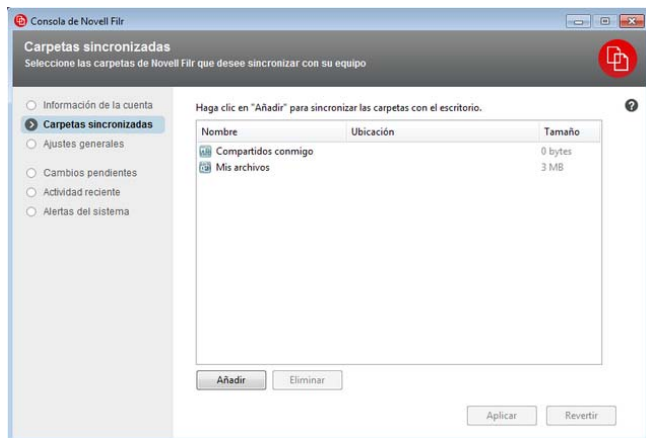 Consola de Novell Filr
Carpetas sincronizadas
Seleccione las carpetas de Novell Filr que desee sincronizar con su equipo
Información de la cuenta
Carpetas sincronizadas
Ajustes generales
Cambios pendientes
Actividad reciente
Alertas del sistema
Haga clic en "Añadir" para sincronizar las carpetas con el escritorio.
Nombre Ubicación Tamaño
Compartidos conmigo 0 bytes
Mis archivos 3 MB
Añadir Eliminar
Aplicar Revertir